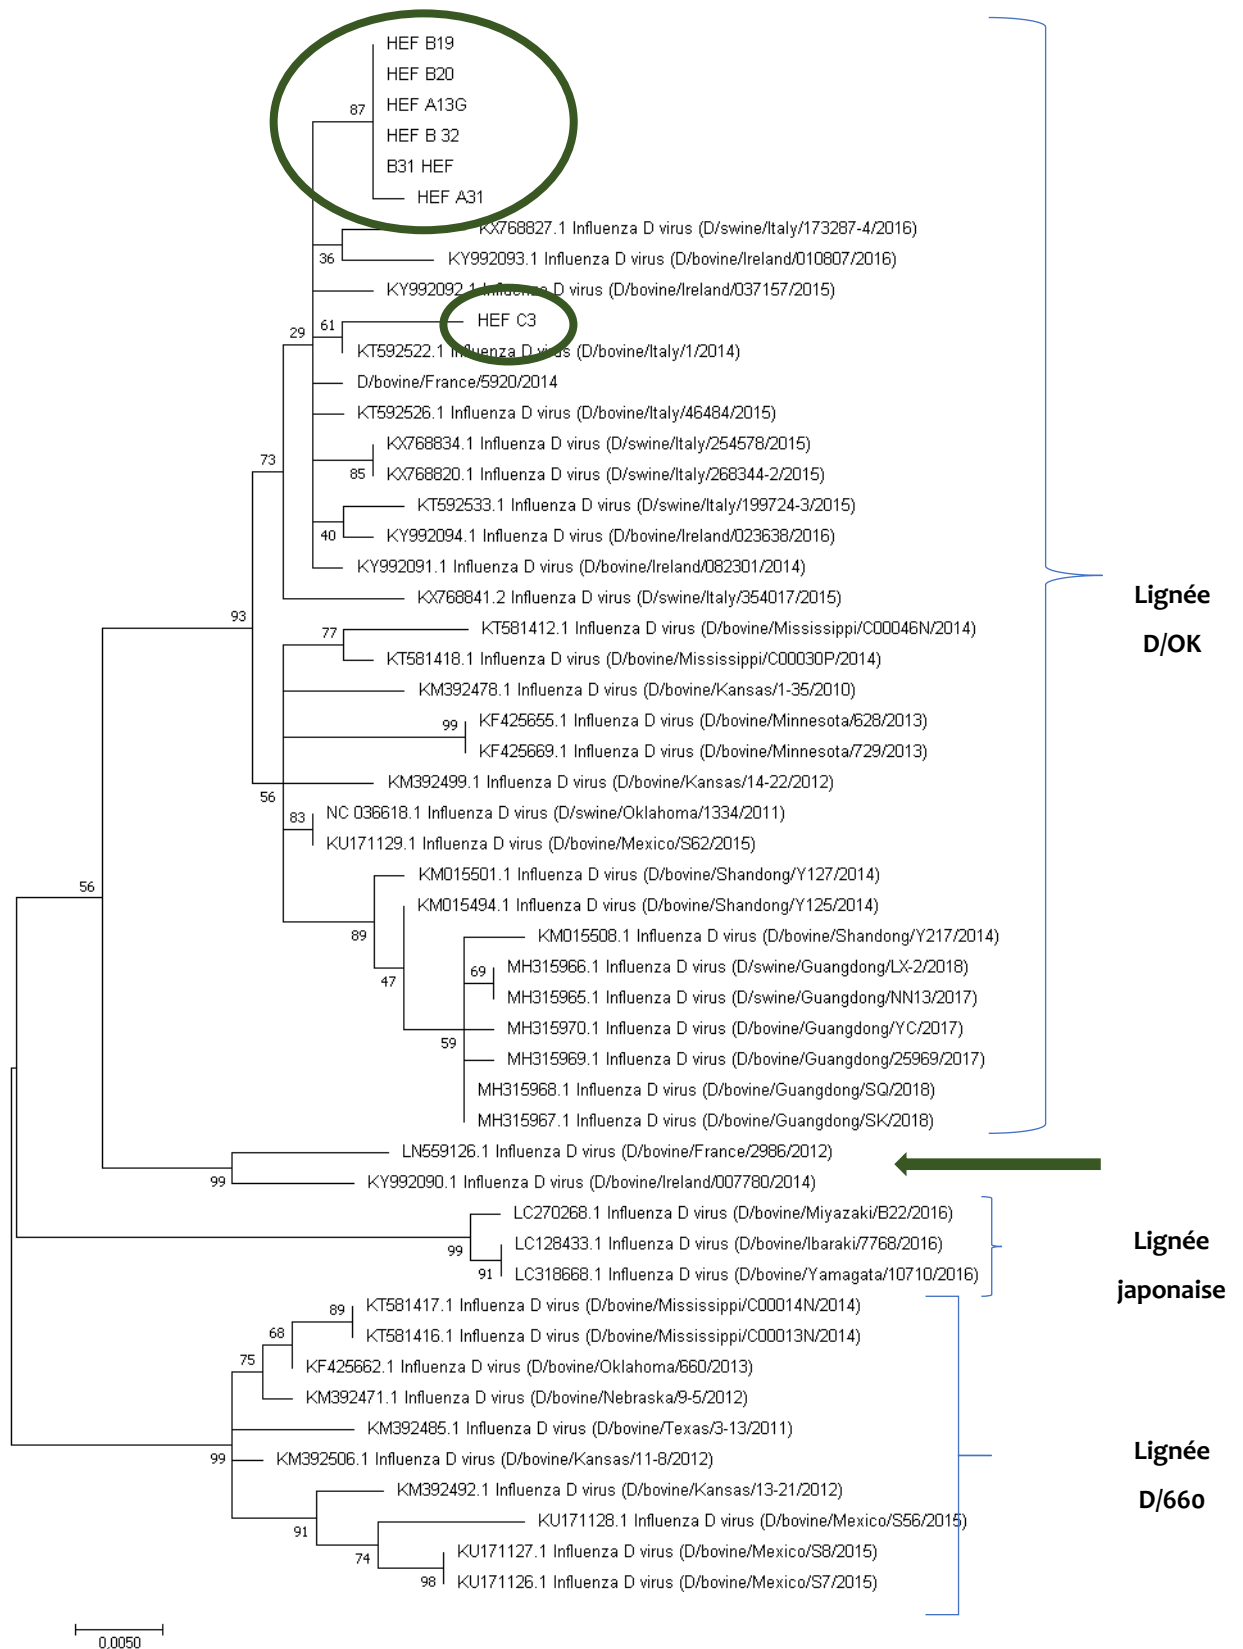 HEF B19
HEF B20
87
HEF A13G
HEF B 32
B31 HEF
HEF A31
KX768827.1 Influenza D virus (D/swine/Italy/173287-4/2016)
36
KY992093.1 Influenza D virus (D/bovine/Ireland/010807/2016)
KY992092.1 Influenza D virus (D/bovine/Ireland/037157/2015)
29
61
HEF C3
KT592522.1 Influenza D virus (D/bovine/Italy/1/2014)
D/bovine/France/5920/2014
KT592526.1 Influenza D virus (D/bovine/Italy/46484/2015)
73
KX768834.1 Influenza D virus (D/swine/Italy/254578/2015)
85
KX768820.1 Influenza D virus (D/swine/Italy/268344-2/2015)
KT592533.1 Influenza D virus (D/swine/Italy/199724-3/2015)
40
KY992094.1 Influenza D virus (D/bovine/Ireland/023638/2016)
KY992091.1 Influenza D virus (D/bovine/Ireland/082301/2014)
KX768841.2 Influenza D virus (D/swine/Italy/354017/2015)
Lignée
D/OK
93
77
KT581412.1 Influenza D virus (D/bovine/Mississippi/C00046N/2014)
KT581418.1 Influenza D virus (D/bovine/Mississippi/C00030P/2014)
KM392478.1 Influenza D virus (D/bovine/Kansas/1-35/2010)
99
KF425655.1 Influenza D virus (D/bovine/Minnesota/628/2013)
KF425669.1 Influenza D virus (D/bovine/Minnesota/729/2013)
56
KM392499.1 Influenza D virus (D/bovine/Kansas/14-22/2012)
83
NC 036618.1 Influenza D virus (D/swine/Oklahoma/1334/2011)
KU171129.1 Influenza D virus (D/bovine/Mexico/S62/2015)
56
KM015501.1 Influenza D virus (D/bovine/Shandong/Y127/2014)
89
KM015494.1 Influenza D virus (D/bovine/Shandong/Y125/2014)
KM015508.1 Influenza D virus (D/bovine/Shandong/Y217/2014)
47
69
MH315966.1 Influenza D virus (D/swine/Guangdong/LX-2/2018)
MH315965.1 Influenza D virus (D/swine/Guangdong/NN13/2017)
59
MH315970.1 Influenza D virus (D/bovine/Guangdong/YC/2017)
MH315969.1 Influenza D virus (D/bovine/Guangdong/25969/2017)
MH315968.1 Influenza D virus (D/bovine/Guangdong/SQ/2018)
MH315967.1 Influenza D virus (D/bovine/Guangdong/SK/2018)
LN559126.1 Influenza D virus (D/bovine/France/2986/2012)
99
KY992090.1 Influenza D virus (D/bovine/Ireland/007780/2014)
LC270268.1 Influenza D virus (D/bovine/Miyazaki/B22/2016)
99
LC128433.1 Influenza D virus (D/bovine/Ibaraki/7768/2016)
91
LC318668.1 Influenza D virus (D/bovine/Yamagata/10710/2016)
Lignée
japonaise
89
KT581417.1 Influenza D virus (D/bovine/Mississippi/C00014N/2014)
68
KT581416.1 Influenza D virus (D/bovine/Mississippi/C00013N/2014)
75
KF425662.1 Influenza D virus (D/bovine/Oklahoma/660/2013)
KM392471.1 Influenza D virus (D/bovine/Nebraska/9-5/2012)
KM392485.1 Influenza D virus (D/bovine/Texas/3-13/2011)
99
KM392506.1 Influenza D virus (D/bovine/Kansas/11-8/2012)
Lignée
D/660
KM392492.1 Influenza D virus (D/bovine/Kansas/13-21/2012)
91
KU171128.1 Influenza D virus (D/bovine/Mexico/S56/2015)
74
KU171127.1 Influenza D virus (D/bovine/Mexico/S8/2015)
98
KU171126.1 Influenza D virus (D/bovine/Mexico/S7/2015)
0.0050